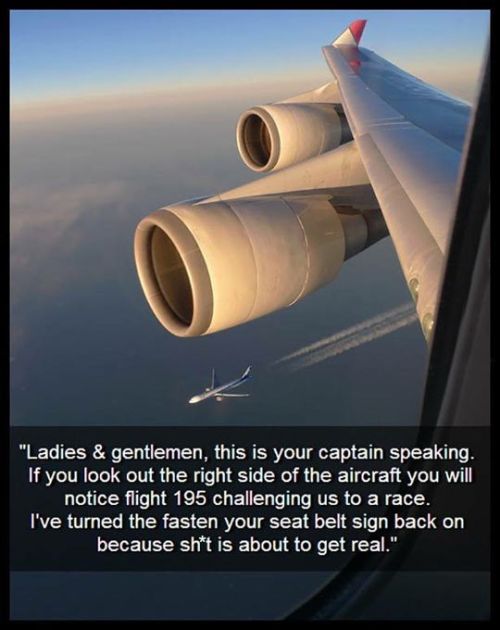 "Ladies & gentlemen, this is your captain speaking.
If you look out the right side of the aircraft you will
notice flight 195 challenging us to a race.
I've turned the fasten your seat belt sign back on
because sh*t is about to get real."